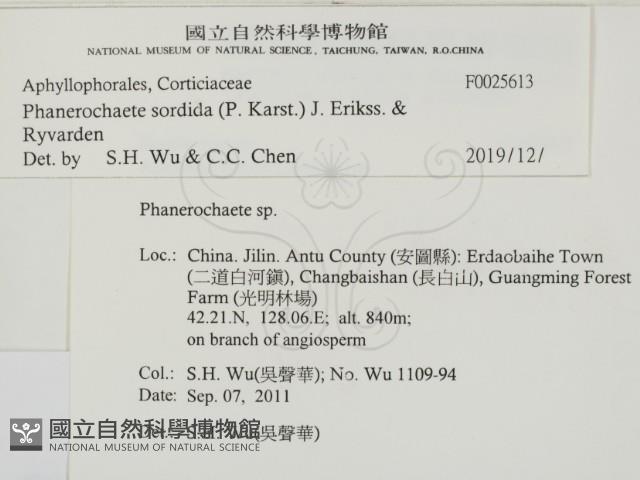 國立自然科學博物館
NATIONAL MUSEUM OF NATURAL SCIENCE, TAICHUNG, TAIWAN, R.O.CHINA
Aphyllophorales, Corticiaceae F0025613
Phanerochaete sordida (P. Karst.) J. Erikss. &
Ryvarden
Det. by S.H. Wu & C.C. Chen 2019/12/
Phanerochaete sp.
Loc.: China. Jilin. Antu County (安圖縣): Erdaobaihe Town
(二道白河鎮), Changbaishan (長白山), Guangming Forest
Farm (光明林場)
42.21.N, 128.06.E; alt. 840m;
on branch of angiosperm
Col.: S.H. Wu(吳聲華); No. Wu 1109-94
Date: Sep. 07, 2011
(吳聲華)
國立自然科學博物館
NATIONAL MUSEUM OF NATURAL SCIENCE